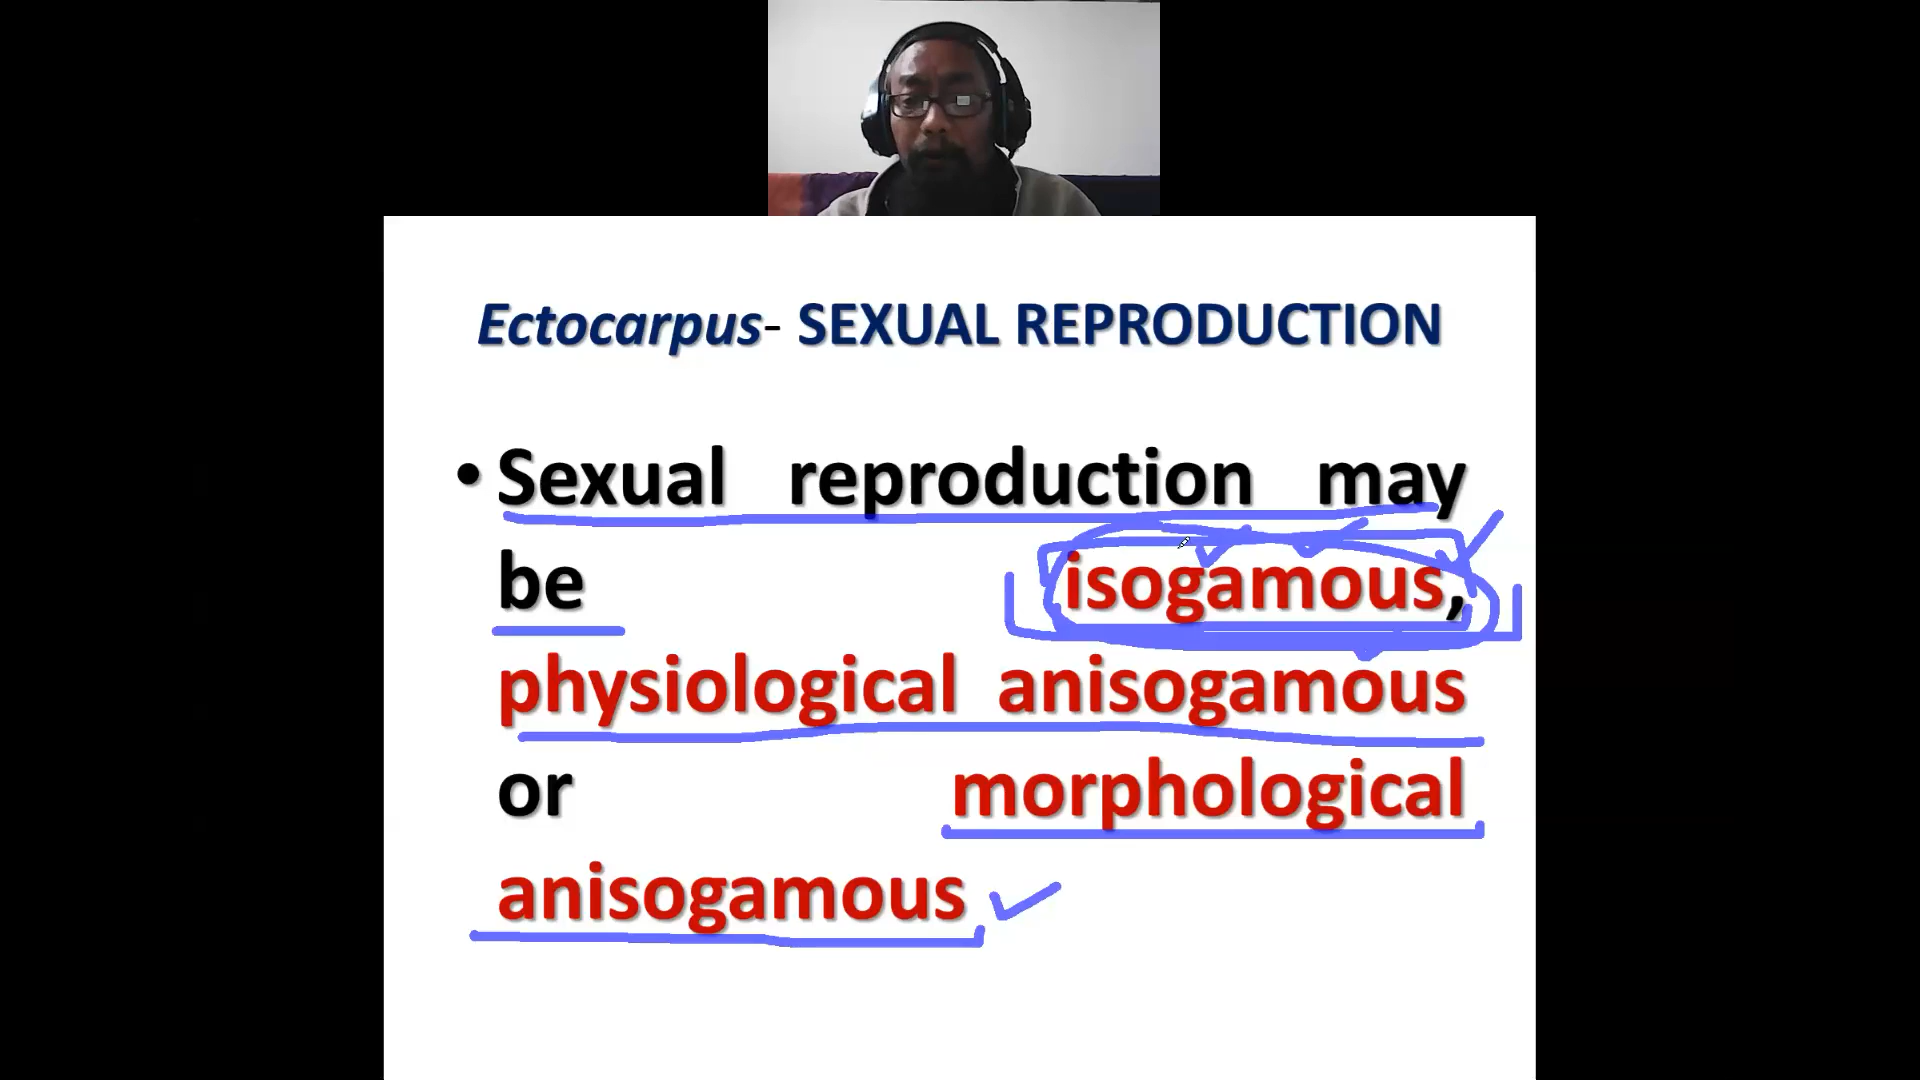 Ectocarpus- SEXUAL REPRODUCTION
• Sexual reproduction may
be isogamous,
physiological anisogamous
or morphological
anisogamous